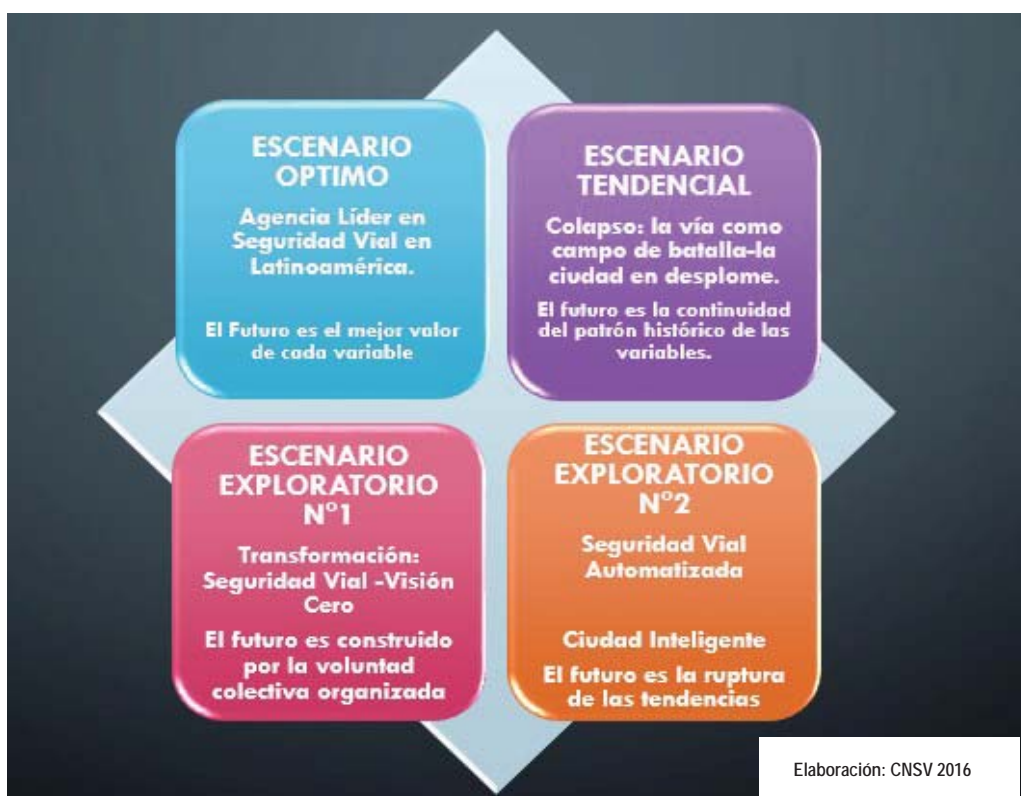 ESCENARIO
OPTIMO
Agencia Líder en
Seguridad Vial en
Latinoamérica.
El Futuro es el mejor valor
de cada variable
ESCENARIO
TENDENCIAL
Colapso: la vía como
campo de batalla-la
ciudad en desplome.
El futuro es la continuidad
del patrón histórico de las
variables.
ESCENARIO
EXPLORATORIO
N°1
Transformación:
Seguridad Vial -Visión
Cero
El futuro es construido
por la voluntad
colectiva organizada
ESCENARIO
EXPLORATORIO
N°2
Seguridad Vial
Automatizada
Ciudad Inteligente
El futuro es la ruptura
de las tendencias
Elaboración: CNSV 2016